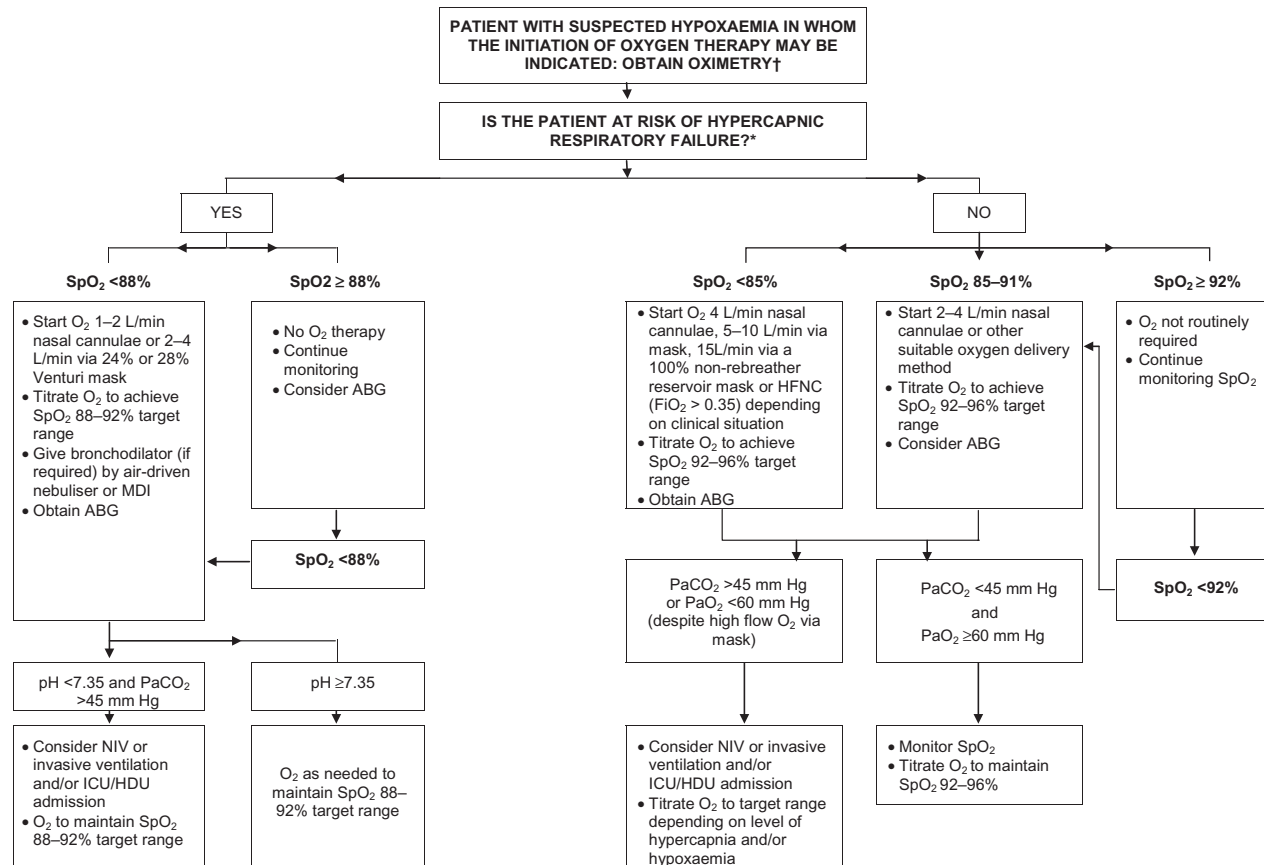 PATIENT WITH SUSPECTED HYPOXAEMIA IN WHOM
THE INITIATION OF OXYGEN THERAPY MAY BE
INDICATED: OBTAIN OXIMETRY†
IS THE PATIENT AT RISK OF HYPERCAPNIC
RESPIRATORY FAILURE?*
YES
NO
SpO₂ <88%
• Start O₂ 1–2 L/min
nasal cannulae or 2–4
L/min via 24% or 28%
Venturi mask
• Titrate O₂ to achieve
SpO₂ 88–92% target
range
• Give bronchodilator (if
required) by air-driven
nebuliser or MDI
• Obtain ABG
SpO2 ≥ 88%
• No O₂ therapy
• Continue
monitoring
• Consider ABG
SpO₂ <88%
pH <7.35 and PaCO₂
>45 mm Hg
pH ≥7.35
• Consider NIV or
invasive ventilation
and/or ICU/HDU
admission
• O₂ to maintain SpO₂
88–92% target range
O₂ as needed to
maintain SpO₂ 88–
92% target range
SpO₂ <85%
• Start O₂ 4 L/min nasal
cannulae, 5–10 L/min via
mask, 15L/min via a
100% non-rebreather
reservoir mask or HFNC
(FiO₂ > 0.35) depending
on clinical situation
• Titrate O₂ to achieve
SpO₂ 92–96% target
range
• Obtain ABG
SpO₂ 85–91%
• Start 2–4 L/min nasal
cannulae or other
suitable oxygen delivery
method
• Titrate O₂ to achieve
SpO₂ 92–96% target
range
• Consider ABG
SpO₂ ≥ 92%
• O₂ not routinely
required
• Continue
monitoring SpO₂
SpO₂ <92%
PaCO₂ >45 mm Hg
or PaO₂ <60 mm Hg
(despite high flow O₂ via
mask)
PaCO₂ <45 mm Hg
and
PaO₂ ≥60 mm Hg
• Consider NIV or invasive
ventilation and/or
ICU/HDU admission
• Titrate O₂ to target range
depending on level of
hypercapnia and/or
hypoxaemia
• Monitor SpO₂
• Titrate O₂ to maintain
SpO₂ 92–96%